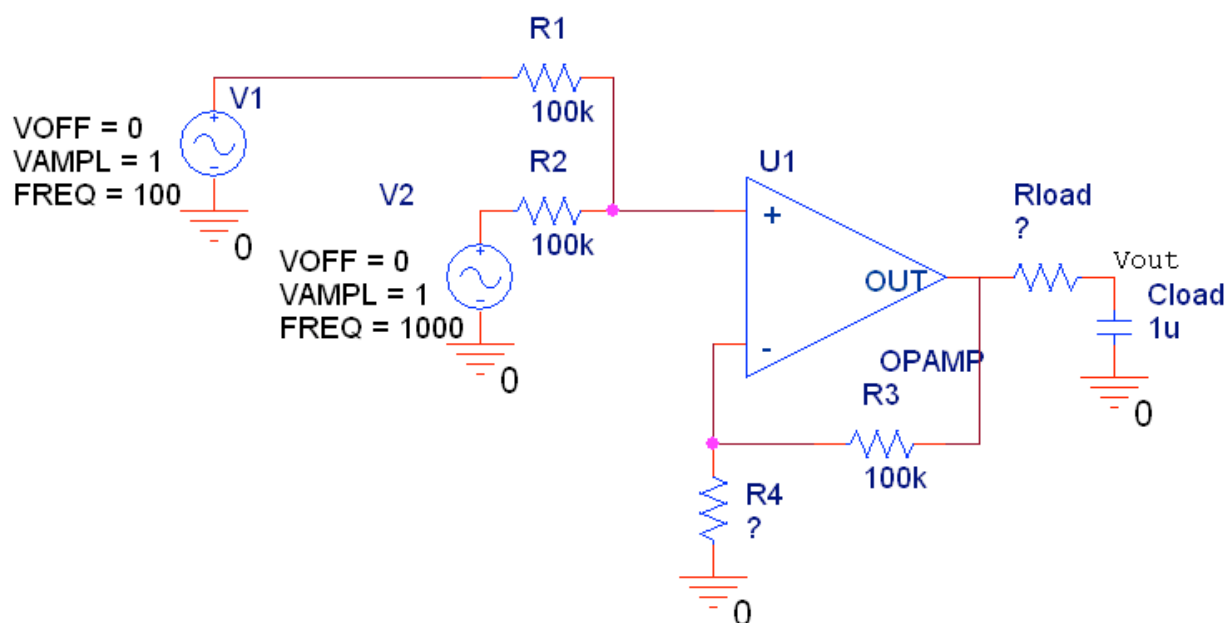 R1
100k
V1
VOFF = 0
VAMPL = 1
FREQ = 100
0
R2
100k
V2
VOFF = 0
VAMPL = 1
FREQ = 1000
0
U1
+
-
OUT
OPAMP
R3
100k
R4
?
0
Rload
?
Vout
Cload
1u
0